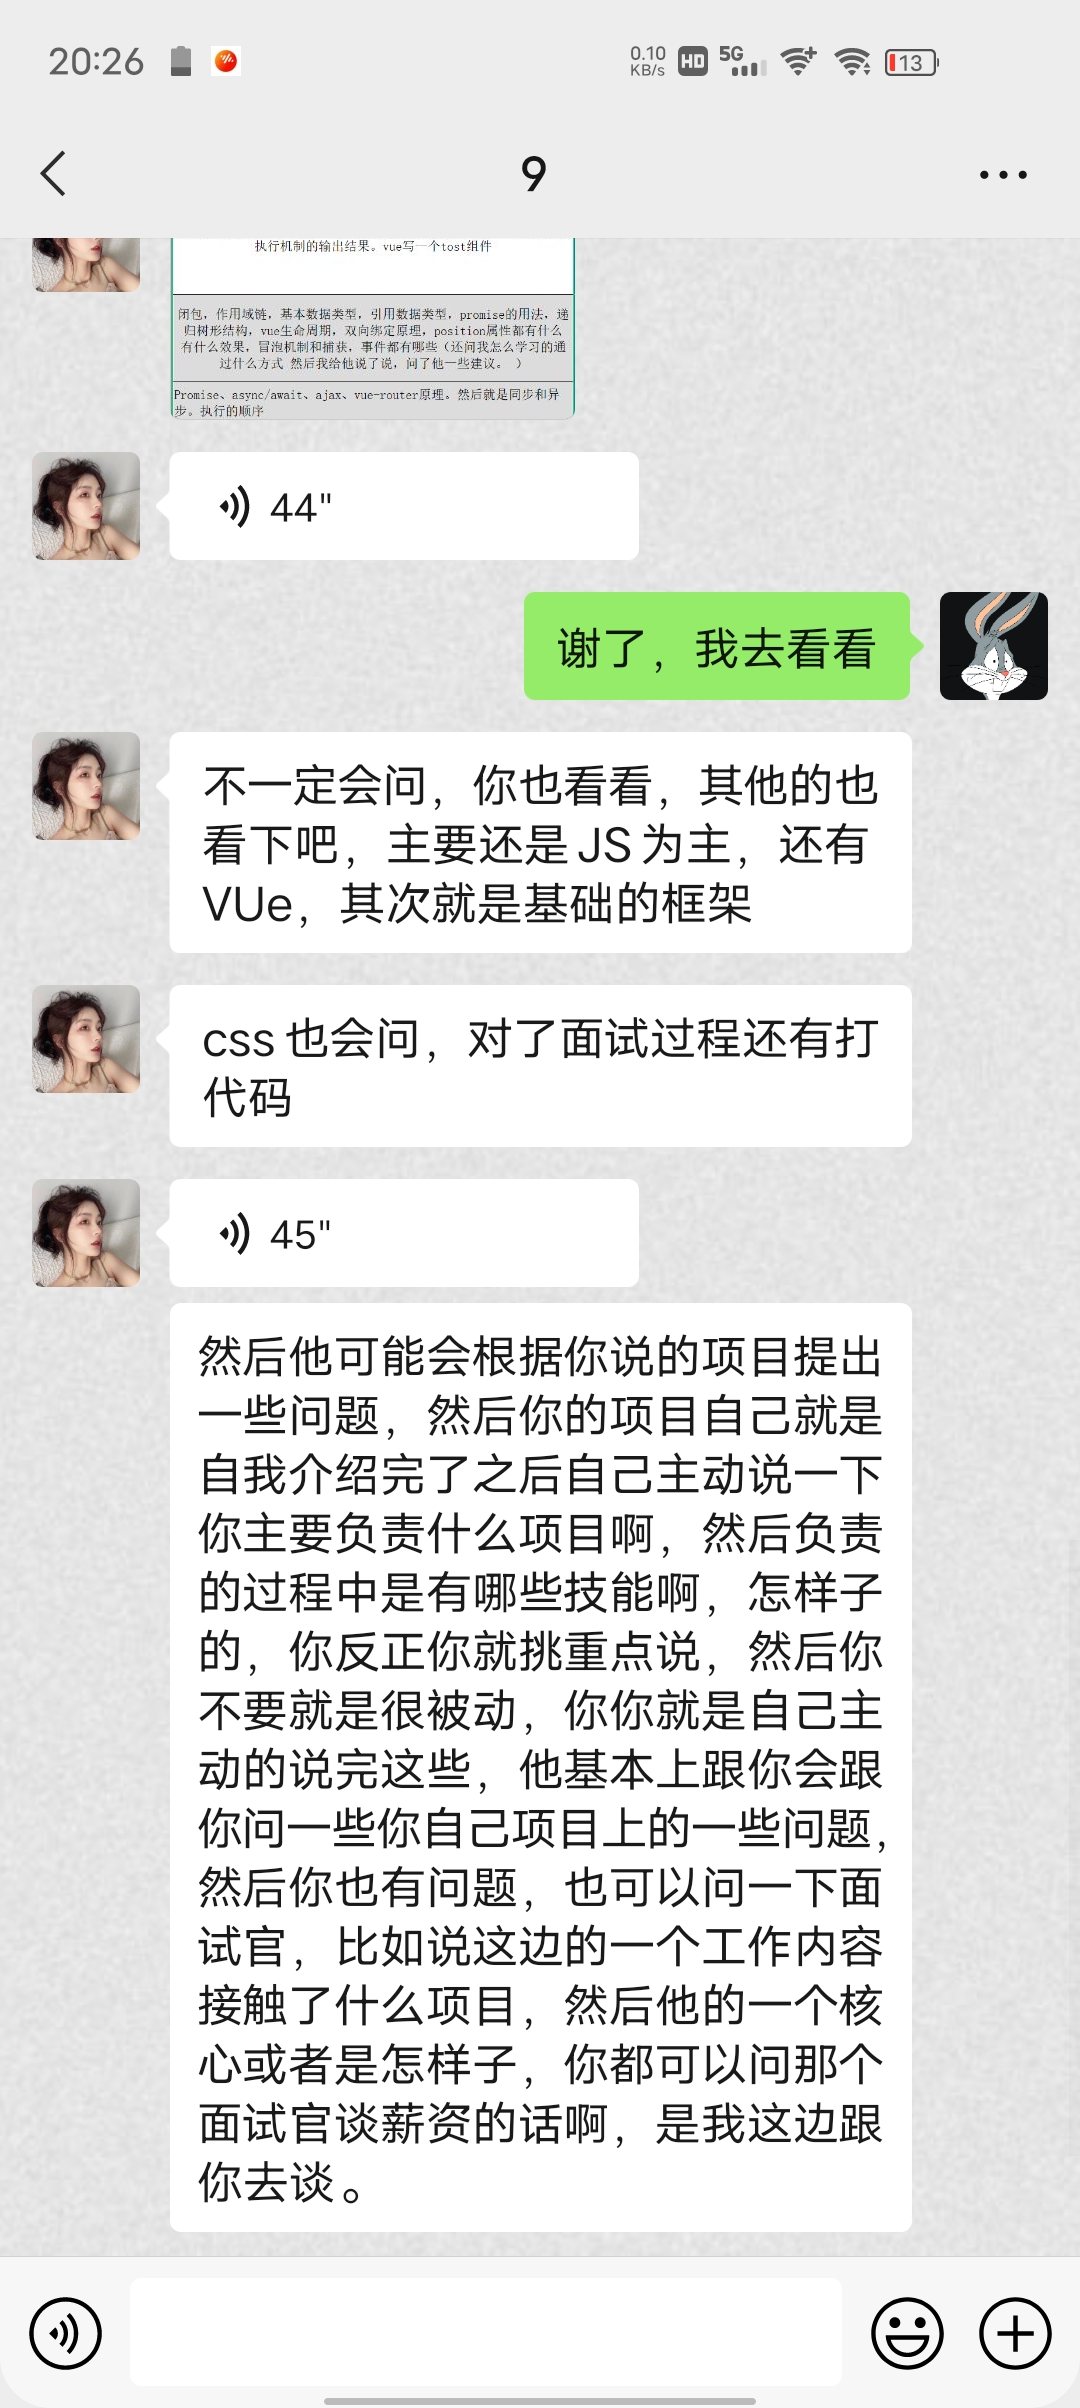 20:26
0.10
KB/s
HD
5G
13
9
执行机制的输出结果。vue写一个tost组件
闭包，作用域链，基本数据类型，引用数据类型，promise的用法，递
归树形结构，vue生命周期，双向绑定原理，position属性都有什么
有什么效果，冒泡机制和捕获，事件都有哪些（还问我怎么学习的通
过什么方式 然后我给他说了说，问了他一些建议。 ）
Promise、async/await、ajax、vue-router原理。然后就是同步和异
步。执行的顺序
44"
谢了，我去看看
不一定会问，你也看看，其他的也
看下吧，主要还是JS为主，还有
VUe，其次就是基础的框架
css也会问，对了面试过程还有打
代码
45"
然后他可能会根据你说的项目提出
一些问题，然后你的项目自己就是
自我介绍完了之后自己主动说一下
你主要负责什么项目啊，然后负责
的过程中是有哪些技能啊，怎样子
的，你反正你就挑重点说，然后你
不要就是很被动，你你就是自己主
动的说完这些，他基本上跟你会跟
你问一些你自己项目上的一些问题，
然后你也有问题，也可以问一下面
试官，比如说这边的一个工作内容
接触了什么项目，然后他的一个核
心或者是怎样子，你都可以问那个
面试官谈薪资的话啊，是我这边跟
你去谈。